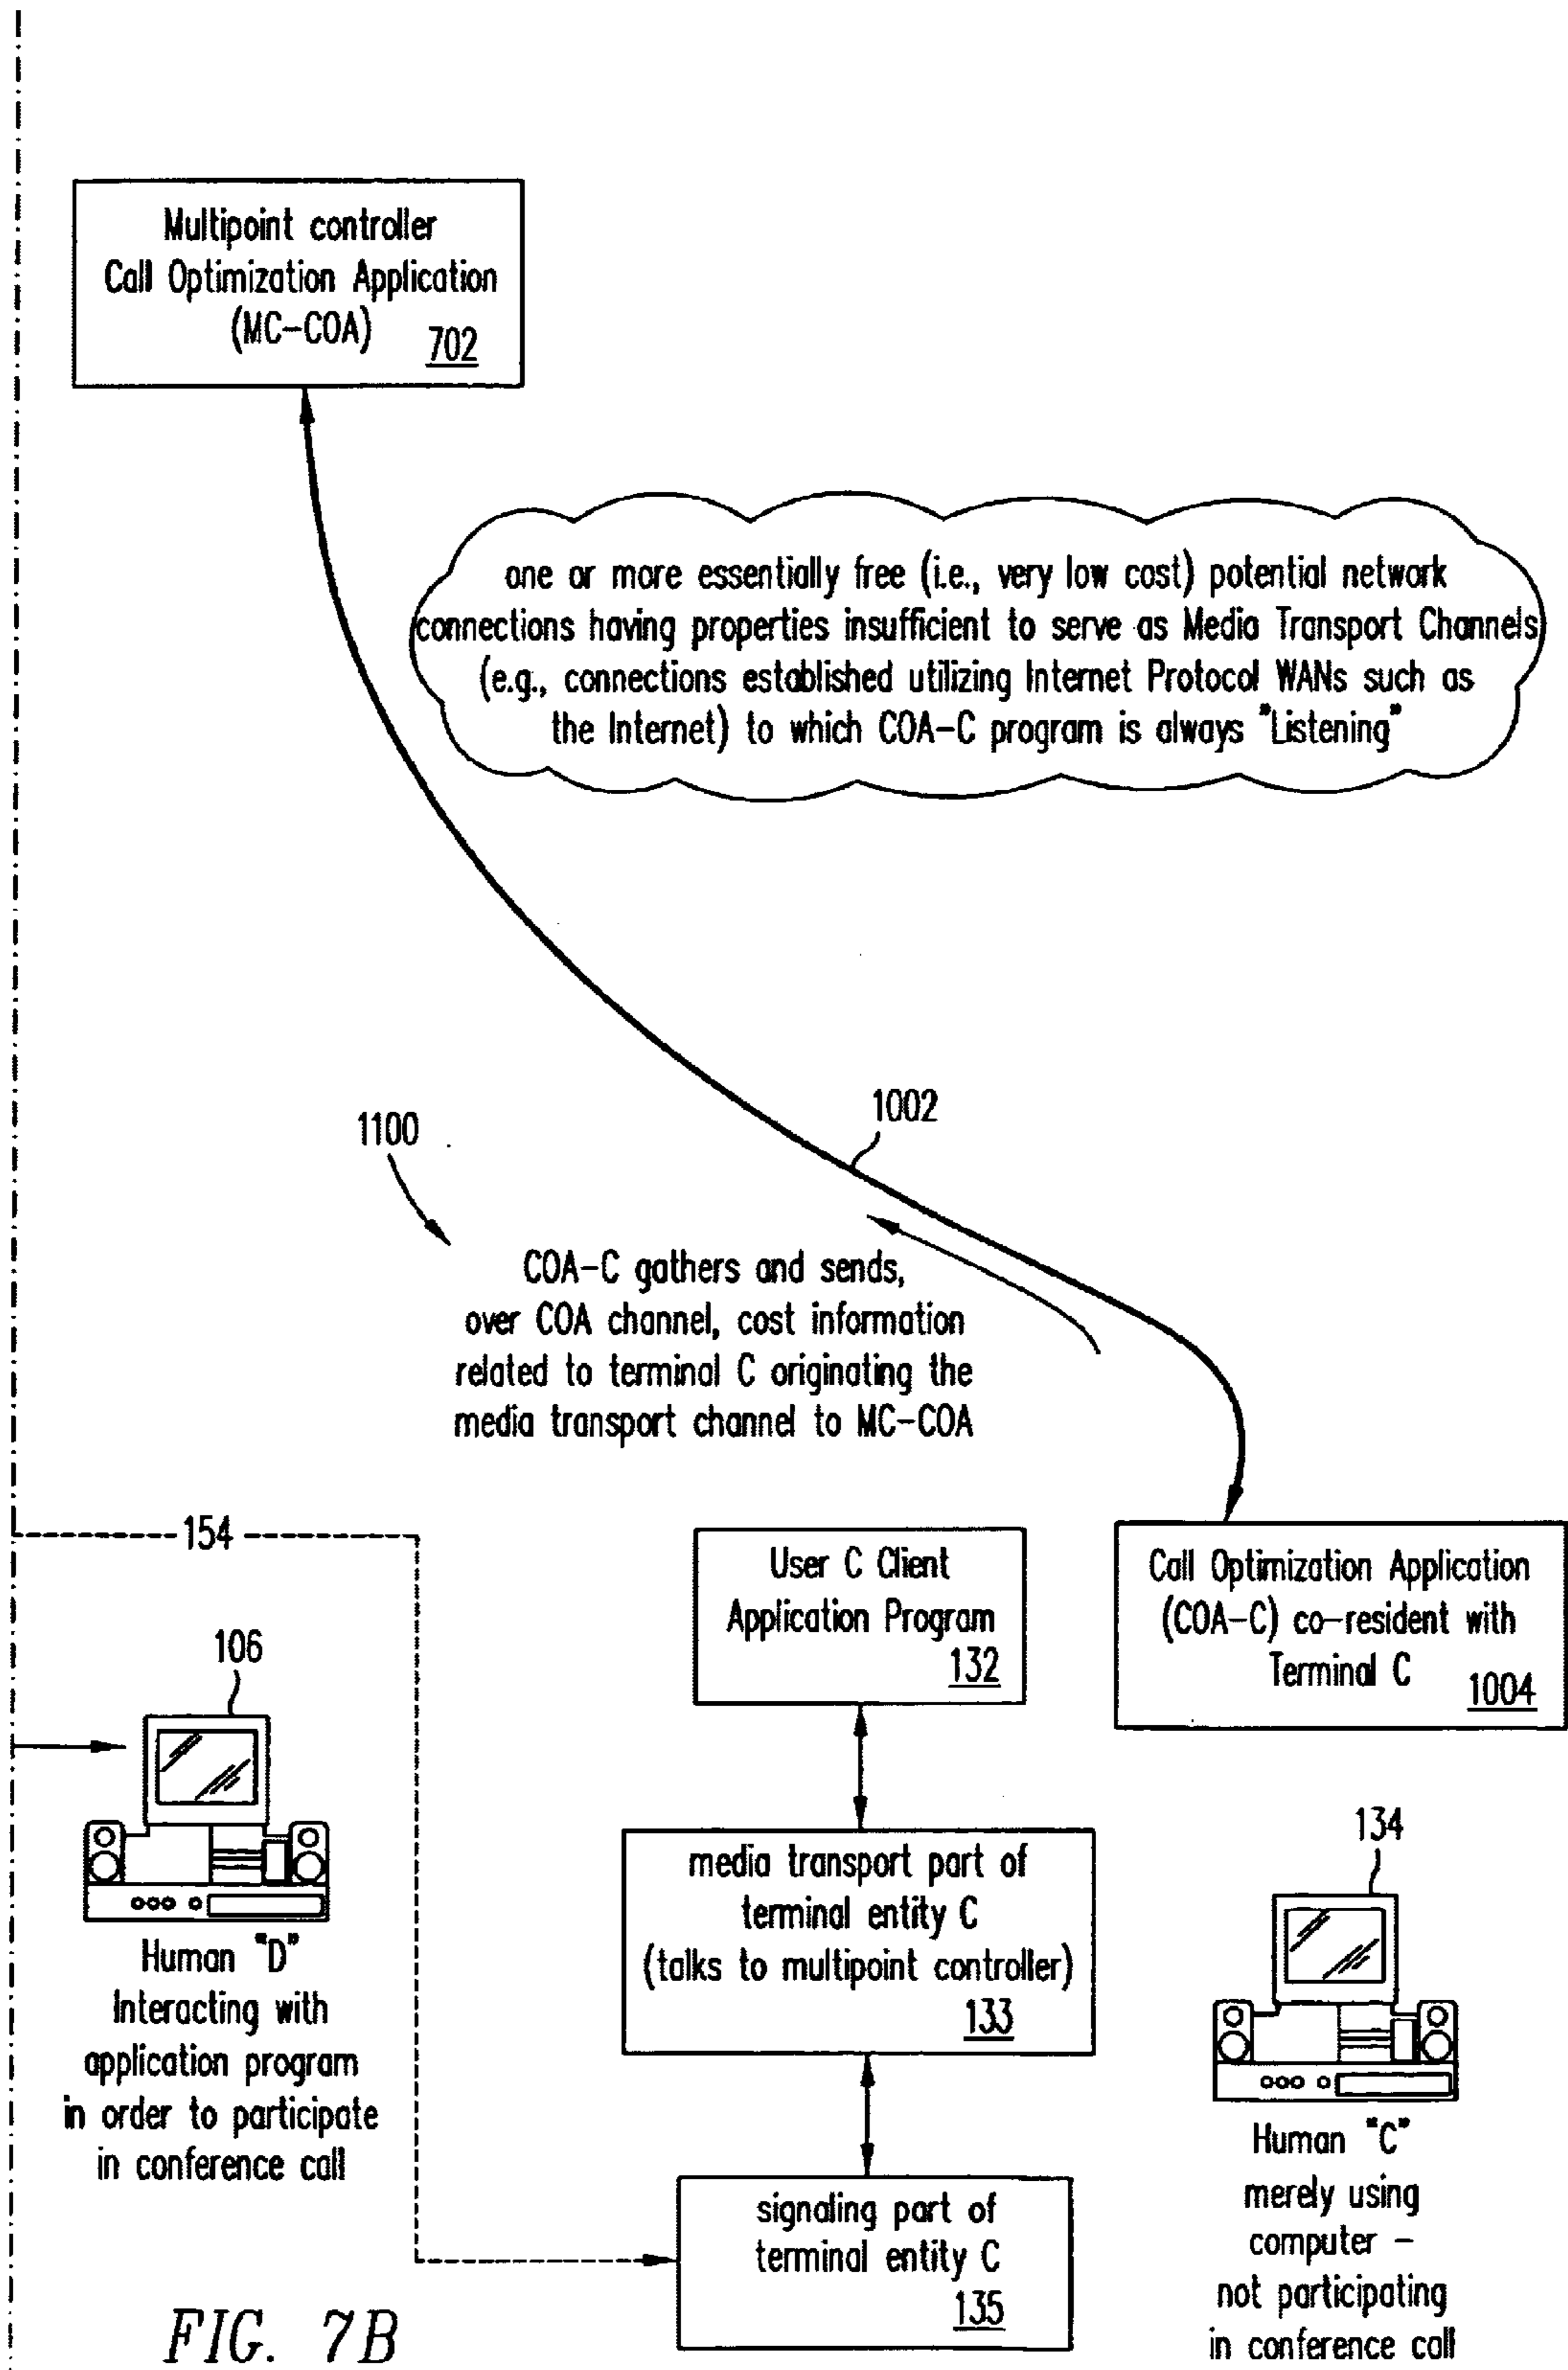 Multipoint controller
Call Optimization Application
(MC-COA)
702
one or more essentially free (i.e., very low cost) potential network
connections having properties insufficient to serve as Media Transport Channels
(e.g., connections established utilizing Internet Protocol WANs such as
the Internet) to which COA-C program is always "Listening"
1002
1100
COA-C gathers and sends,
over COA channel, cost information
related to terminal C originating the
media transport channel to MC-COA
154
User C Client
Application Program
132
Call Optimization Application
(COA-C) co-resident with
Terminal C
1004
106
Human "D"
Interacting with
application program
in order to participate
in conference call
media transport part of
terminal entity C
(talks to multipoint controller)
133
134
Human "C"
merely using
computer -
not participating
in conference call
signaling part of
terminal entity C
135
FIG. 7B